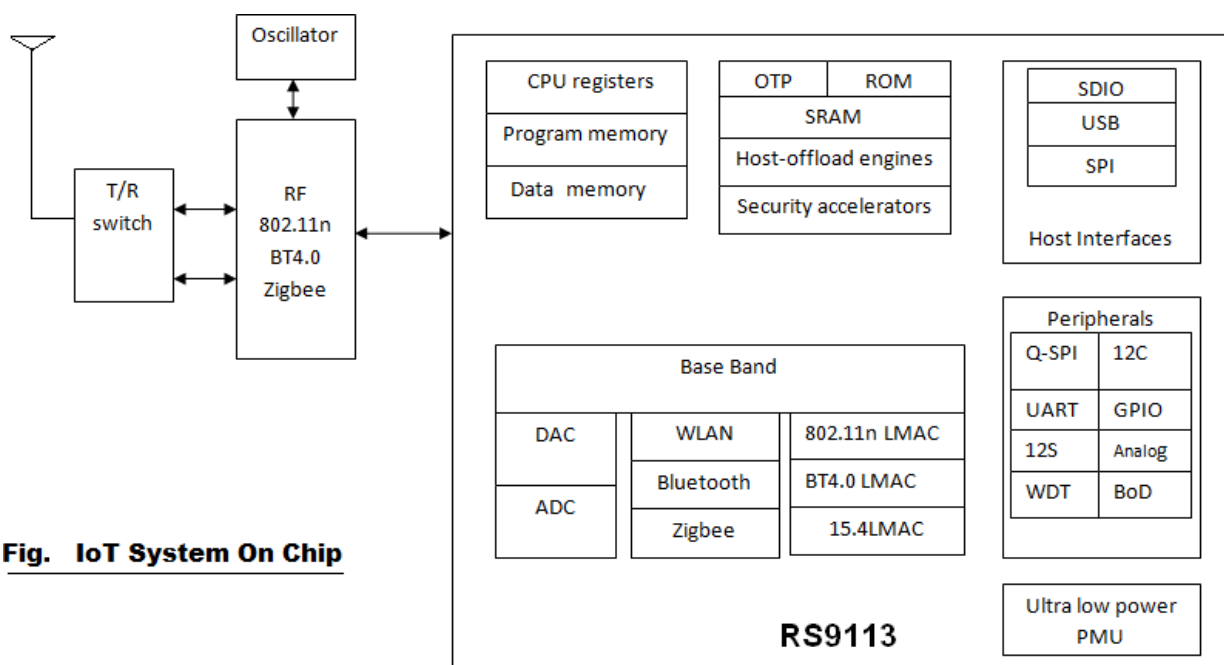 Oscillator
T/R
switch
RF
802.11n
BT4.0
Zigbee
CPU registers
Program memory
Data memory
OTP
ROM
SRAM
Host-offload engines
Security accelerators
SDIO
USB
SPI
Host Interfaces
Base Band
DAC
ADC
WLAN
Bluetooth
Zigbee
802.11n LMAC
BT4.0 LMAC
15.4LMAC
Peripherals
Q-SPI
12C
UART
GPIO
12S
Analog
WDT
BoD
Ultra low power
PMU
RS9113
Fig. IoT System On Chip